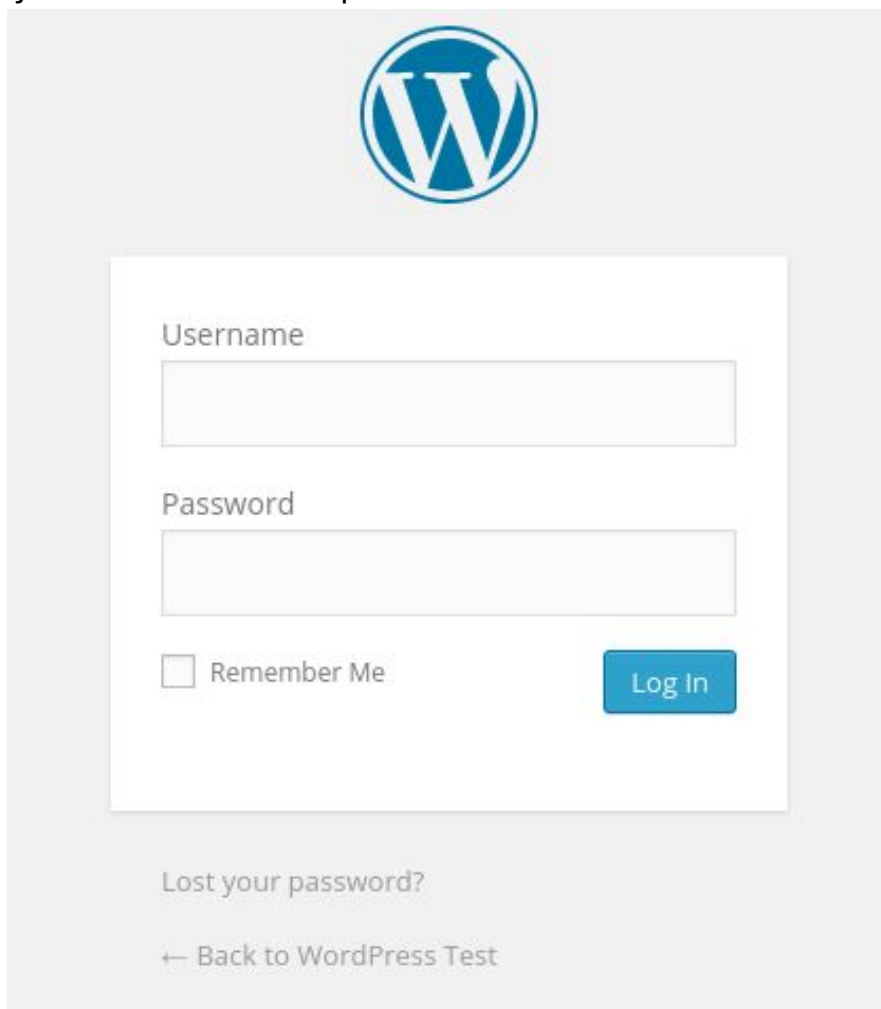 Username
Password
Remember Me
Log In
Lost your password?
← Back to WordPress Test